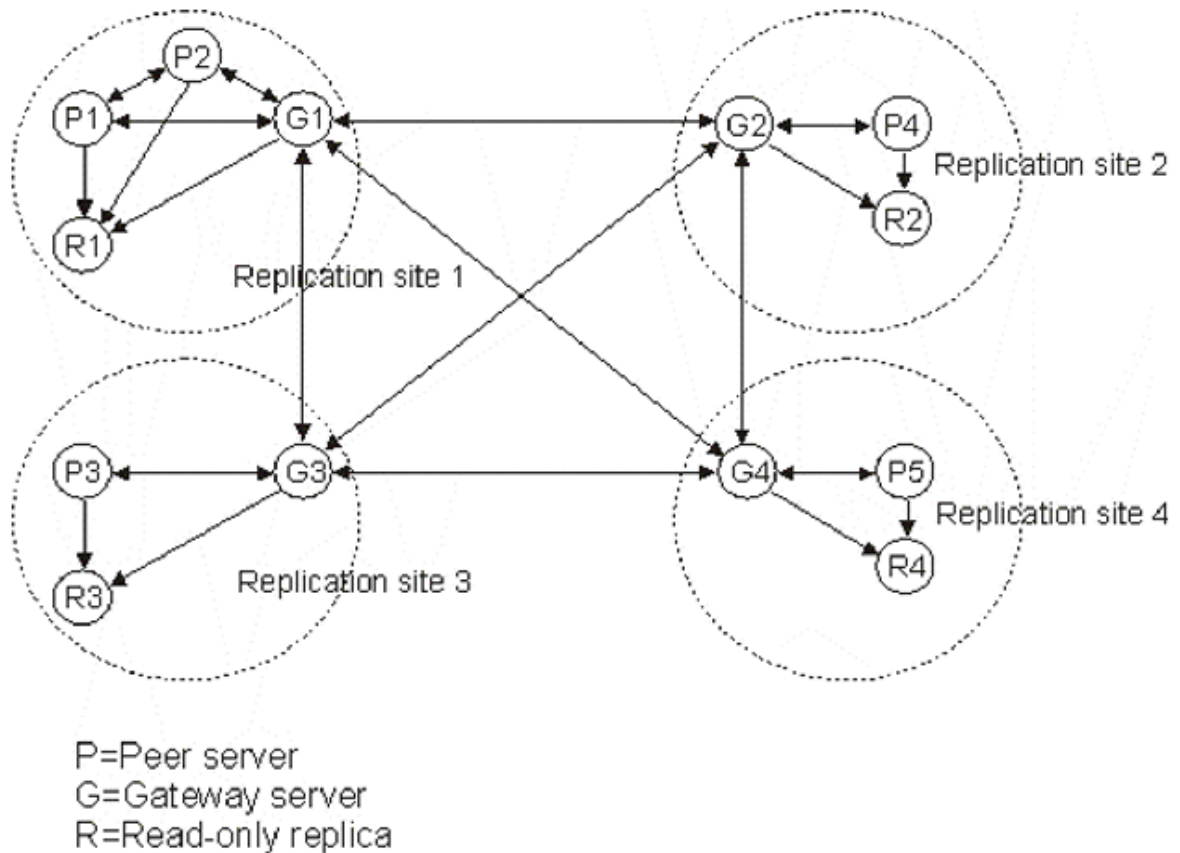 P2
P1
G1
R1
Replication site 1
G2
P4
Replication site 2
R2
P3
G3
R3
Replication site 3
G4
P5
Replication site 4
R4
P=Peer server
G=Gateway server
R=Read-only replica